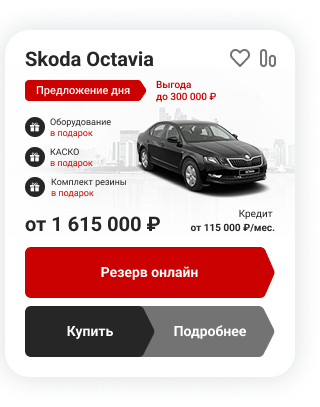 Skoda Octavia
Предложение дня
Выгода
до 300 000 ₽
Оборудование
в подарок
КАСКО
в подарок
Комплект резины
в подарок
от 1 615 000 ₽
Кредит
от 115 000 ₽/мес.
Резерв онлайн
Купить
Подробнее